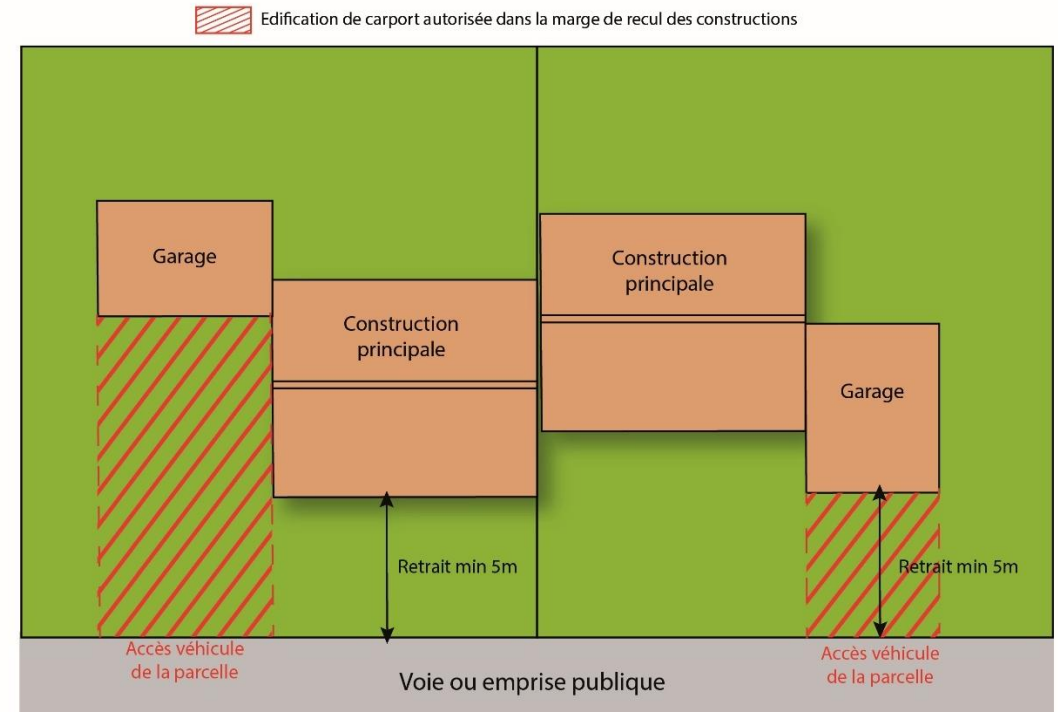 Edification de carport autorisée dans la marge de recul des constructions
Garage
Construction
principale
Construction
principale
Garage
Retrait min 5m
Retrait min 5m
Accès véhicule
de la parcelle
Accès véhicule
de la parcelle
Voie ou emprise publique